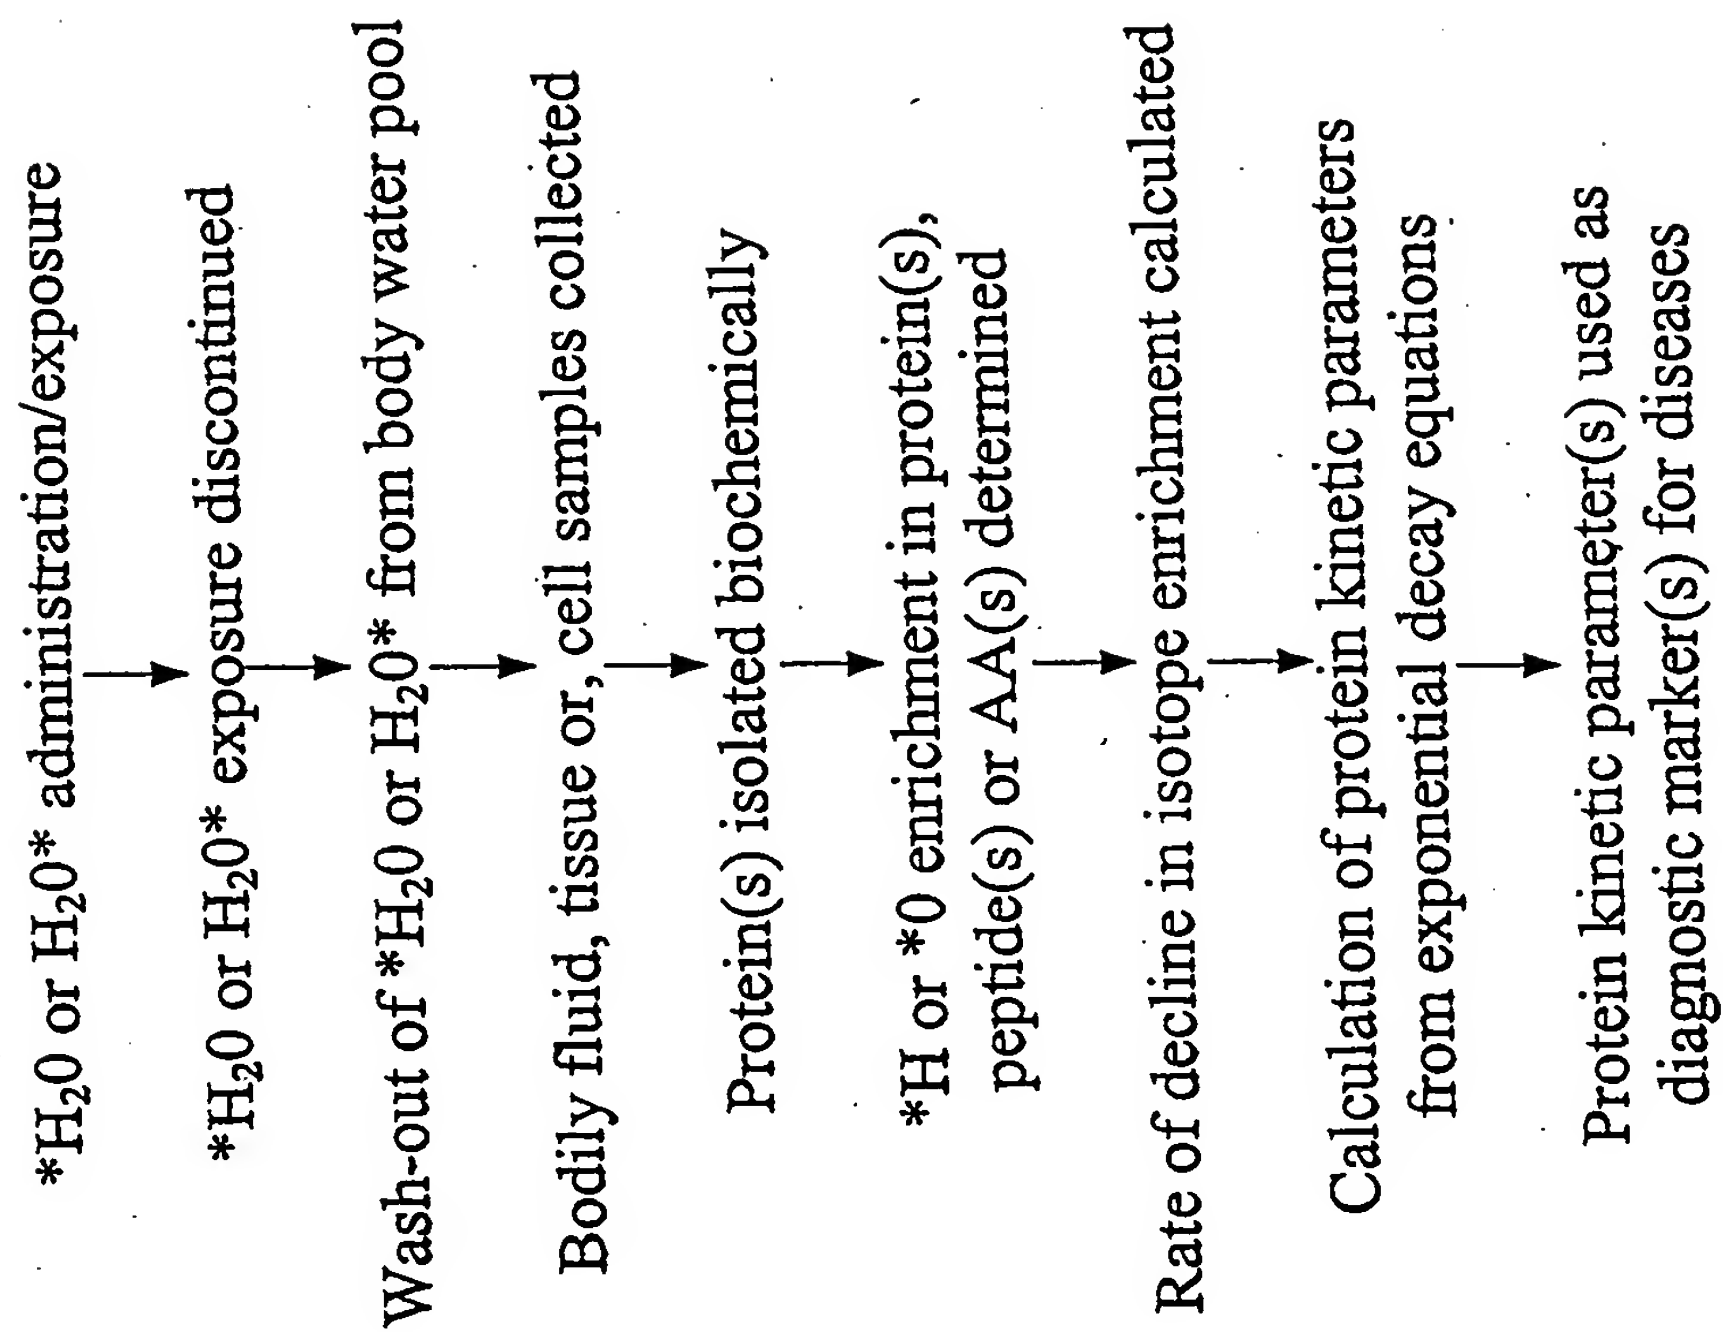 *H₂0 or H₂0* administration/exposure
*H₂0 or H₂0* exposure discontinued
Wash-out of *H₂0 or H₂0* from body water pool
Bodily fluid, tissue or, cell samples collected
Protein(s) isolated biochemically
*H or *0 enrichment in protein(s),
peptide(s) or AA(s) determined
Rate of decline in isotope enrichment calculated
Calculation of protein kinetic parameters
from exponential decay equations
Protein kinetic parameter(s) used as
diagnostic marker(s) for diseases